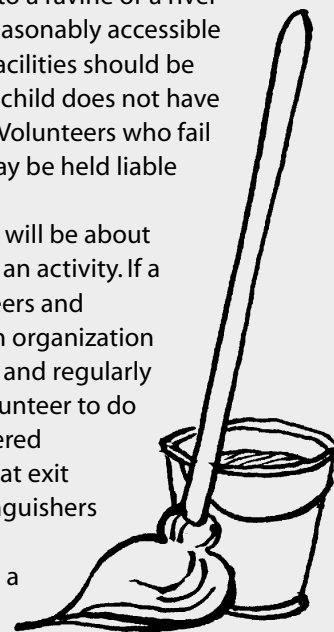 to a ravine or a river
easonably accessible
acilities should be
child does not have
Volunteers who fail
ay be held liable
will be about
an activity. If a
eers and
n organization
and regularly
unteer to do
ered
at exit
nguishers
a